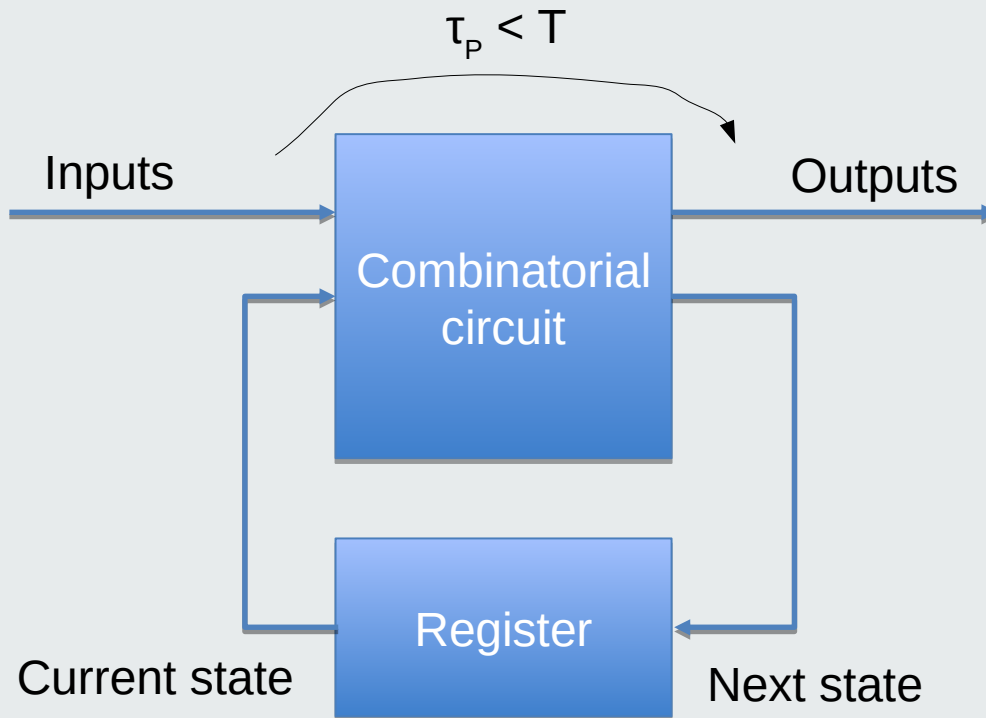 τP < T
Inputs
Outputs
Combinatorial
circuit
Register
Current state
Next state